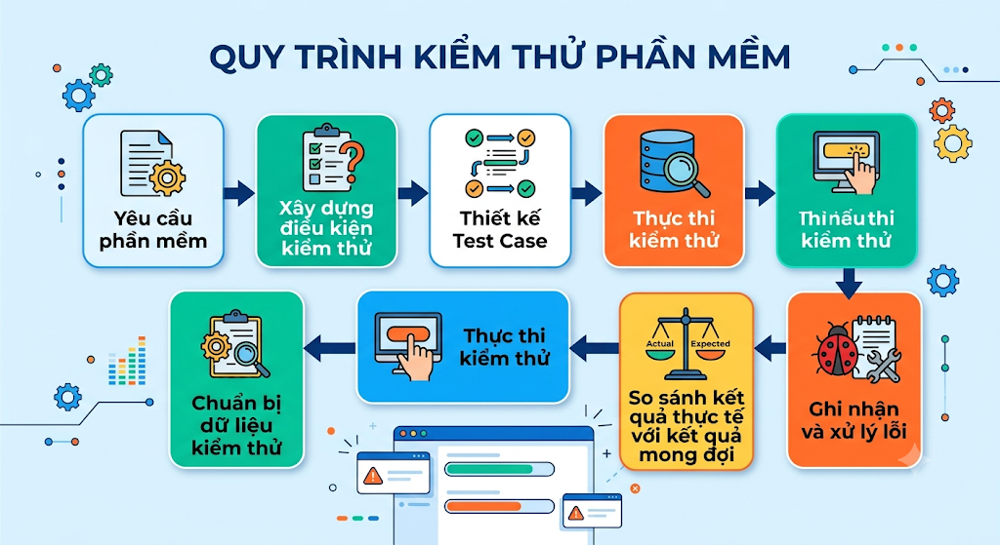 QUY TRÌNH KIỂM THỬ PHẦN MỀM
Yêu cầu
phần mềm
Xây dựng
điều kiện
kiểm thử
Thiết kế
Test Case
Thực thi
kiểm thử
thi
kiểm thử
Chuẩn bị
dữ liệu
kiểm thử
Thực thi
kiểm thử
Actual
Expected
So sánh kết
quả thực tế
với kết quả
mong đợi
Ghi nhận
và xử lý lỗi